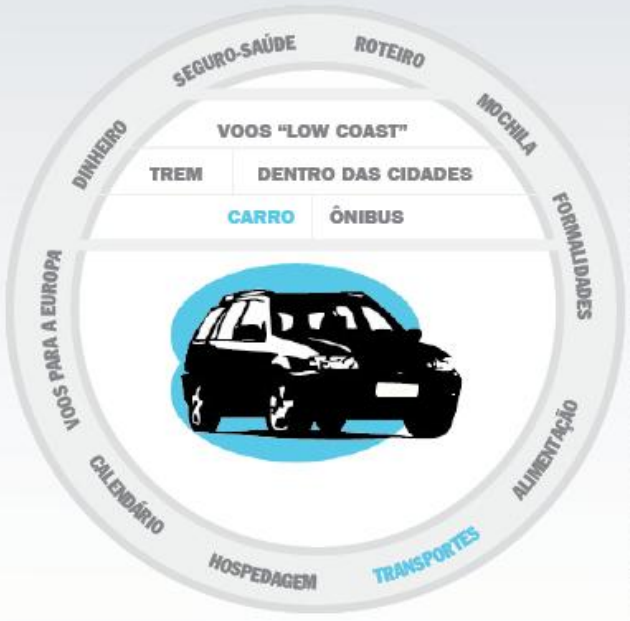 SEGURO-SAÚDE
ROTEIRO
MOCHILA
FORMALIDADES
ALIMENTAÇÃO
TRANSPORTES
HOSPEDAGEM
CALENDÁRIO
VOOS PARA A EUROPA
DINHEIRO
VOOS “LOW COAST”
TREM DENTRO DAS CIDADES
CARRO ÔNIBUS